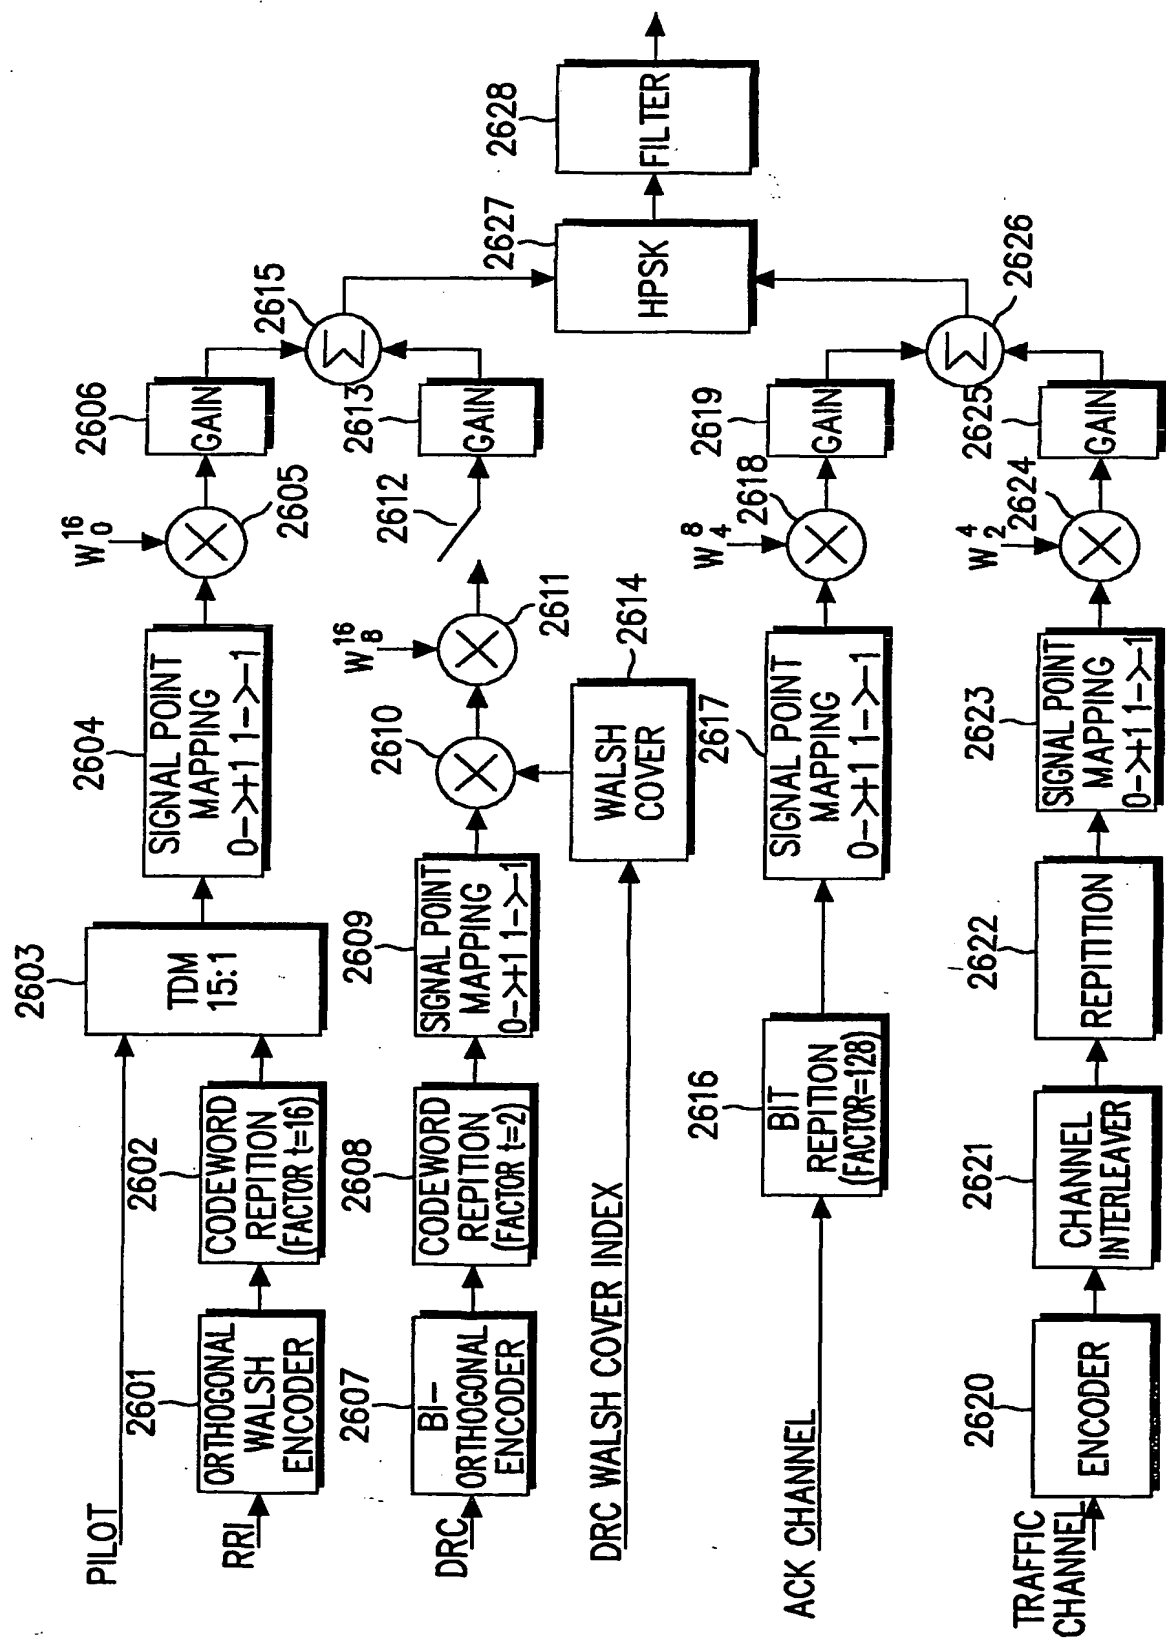 PILOT
RRI
2601
ORTHOGONAL
WALSH
ENCODER
2602
CODEWORD
REPITION
(FACTOR t=16)
2603
TDM
15:1
2604
SIGNAL POINT
MAPPING
0->+1 1->-1
W 16 0
2605
2606
GAIN
2615
Σ
DRC
2607
BI-
ORTHOGONAL
ENCODER
2608
CODEWORD
REPITION
(FACTOR t=2)
2609
SIGNAL POINT
MAPPING
0->+1 1->-1
2610
W 16 8
2611
2612
2613
GAIN
DRC WALSH COVER INDEX
2614
WALSH
COVER
2627
HPSK
2628
FILTER
ACK CHANNEL
2616
BIT
REPITION
(FACTOR=128)
2617
SIGNAL POINT
MAPPING
0->+1 1->-1
W 8 4
2618
2619
GAIN
2626
Σ
TRAFFIC
CHANNEL
2620
ENCODER
2621
CHANNEL
INTERLEAVER
2622
REPITITION
2623
SIGNAL POINT
MAPPING
0->+1 1->-1
W 4 2
2624
2625
GAIN